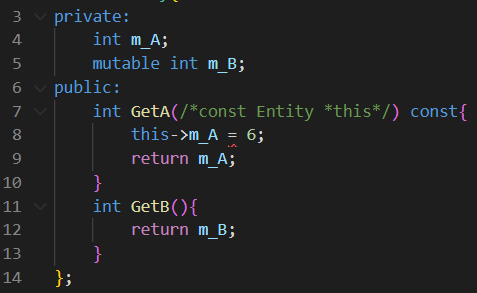 3 private:
4 int m_A;
5 mutable int m_B;
6 public:
7 int GetA(/*const Entity *this*/) const{
8 this->m_A = 6;
9 return m_A;
10 }
11 int GetB(){
12 return m_B;
13 }
14 };